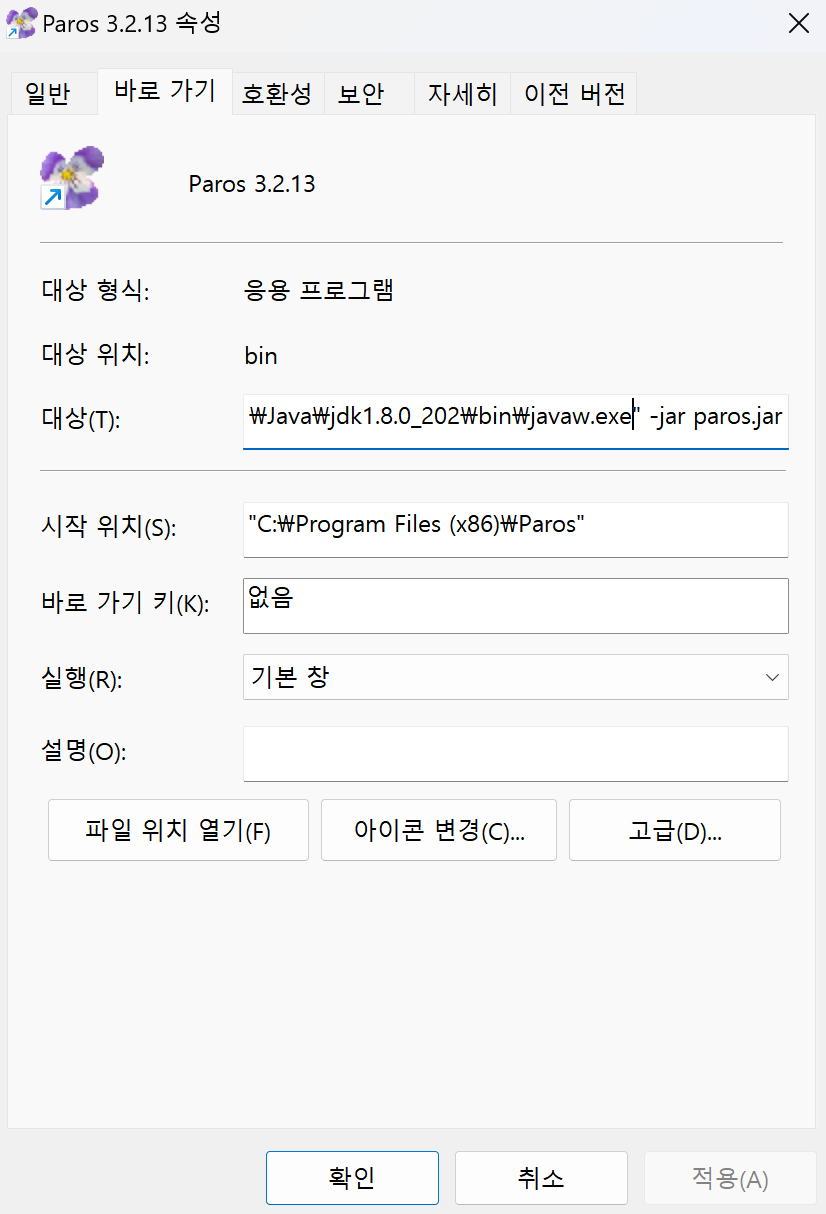 Paros 3.2.13 속성
일반 바로 가기 호환성 보안 자세히 이전 버전
Paros 3.2.13
대상 형식: 응용 프로그램
대상 위치: bin
대상(T): ₩Java₩jdk1.8.0_202₩bin₩javaw.exe" -jar paros.jar
시작 위치(S): "C:₩Program Files (x86)₩Paros"
바로 가기 키(K): 없음
실행(R): 기본 창
설명(O):
파일 위치 열기(F) 아이콘 변경(C)... 고급(D)...
확인 취소 적용(A)